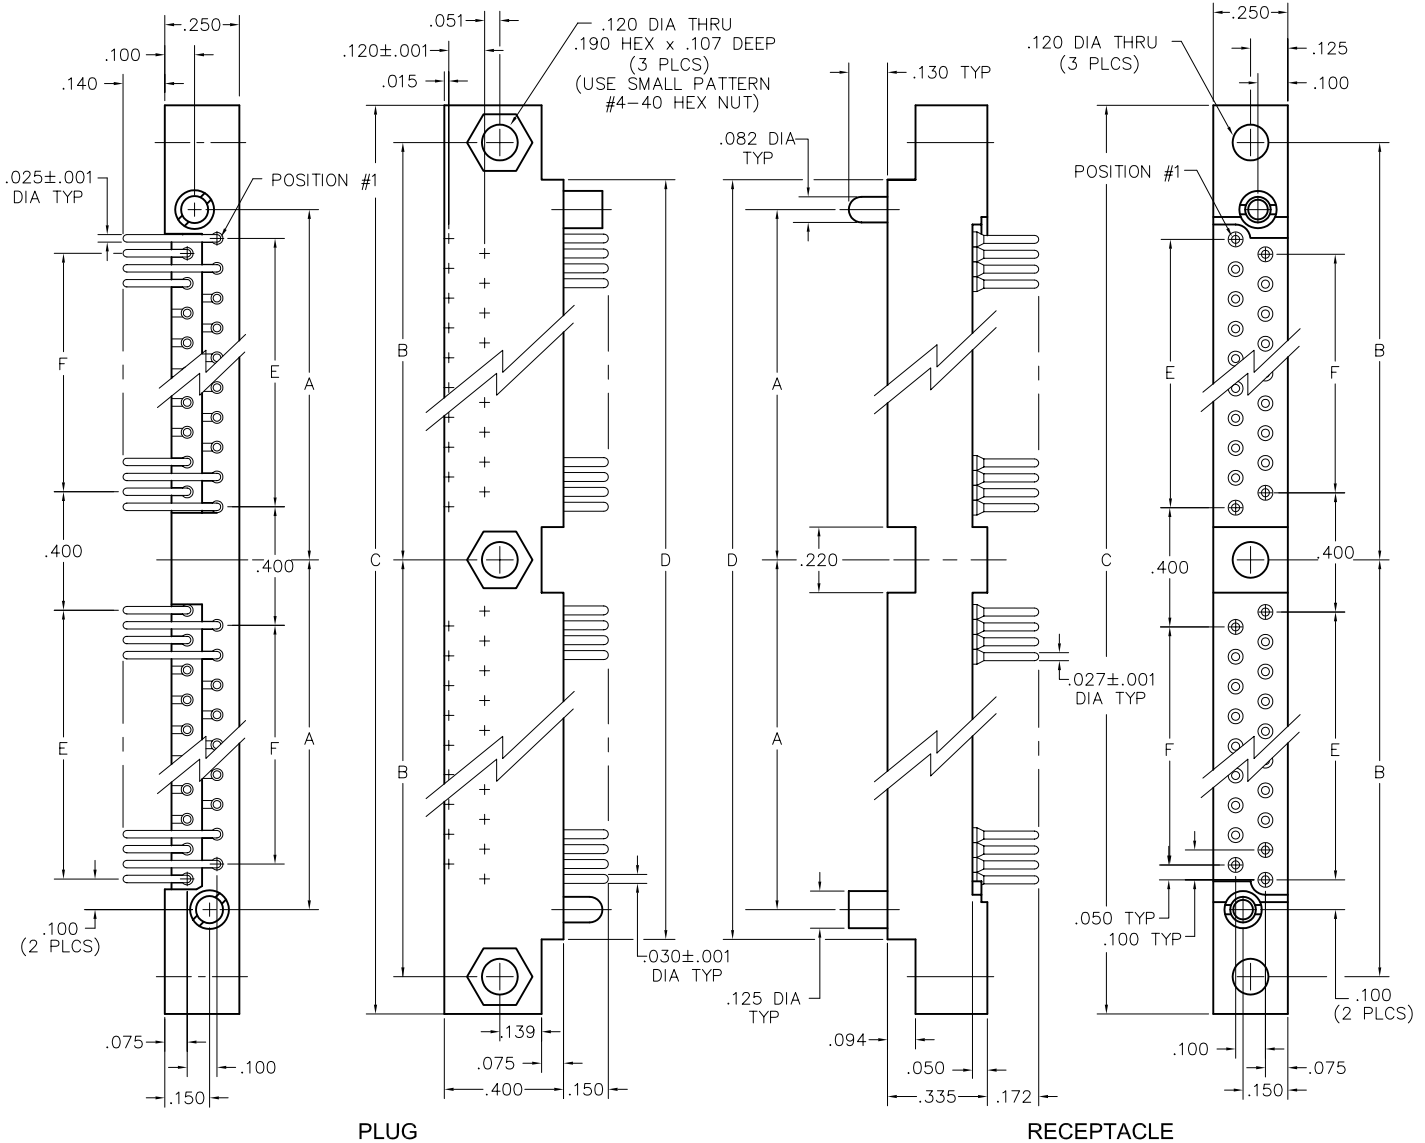 .250
.100
.140
.025±.001
DIA TYP
POSITION #1
F
E
A
.400
.400
E
F
A
.100
(2 PLCS)
.075
.100
.150
.051
.120±.001
.015
.120 DIA THRU
.190 HEX x .107 DEEP
(3 PLCS)
(USE SMALL PATTERN
#4-40 HEX NUT)
B
C
D
B
.030±.001
DIA TYP
.139
.075
.400
.150
PLUG
.130 TYP
.082 DIA
TYP
A
D
.220
.027±.001
DIA TYP
A
.125 DIA
TYP
.094
.050
.335
.172
.250
.125
.100
.120 DIA THRU
(3 PLCS)
POSITION #1
E
F
B
C
.400
.400
F
E
B
.050 TYP
.100 TYP
.100
(2 PLCS)
.100
.075
.150
RECEPTACLE